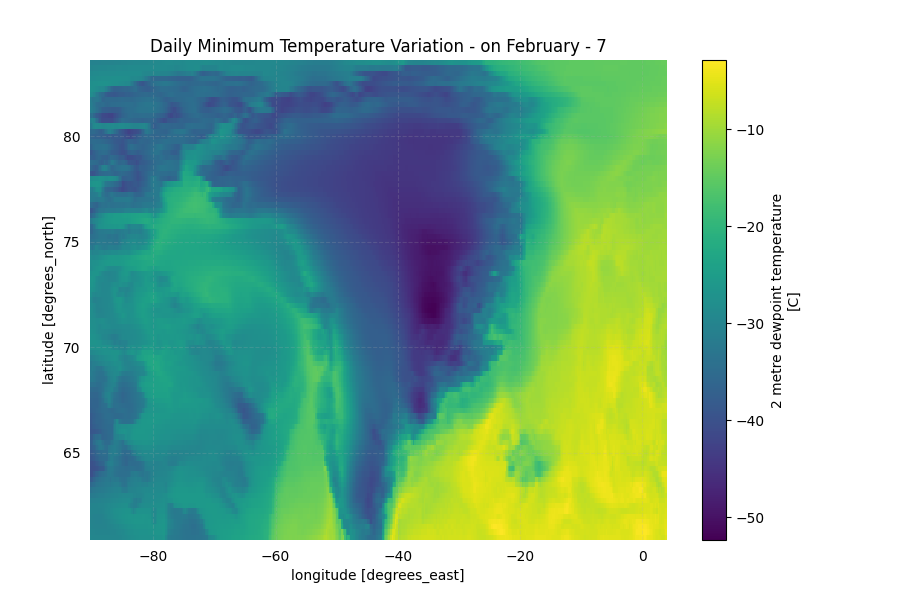 Daily Minimum Temperature Variation - on February - 7
80
75
70
65
latitude [degrees_north]
−80
−60
−40
−20
0
longitude [degrees_east]
−10
−20
−30
−40
−50
2 metre dewpoint temperature
[C]